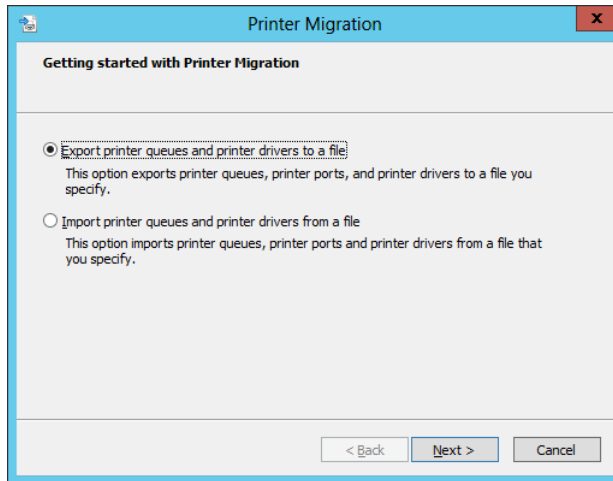 Printer Migration
x
Getting started with Printer Migration
Export printer queues and printer drivers to a file
This option exports printer queues, printer ports, and printer drivers to a file you
specify.
Import printer queues and printer drivers from a file
This option imports printer queues, printer ports and printer drivers from a file that
you specify.
< Back Next > Cancel